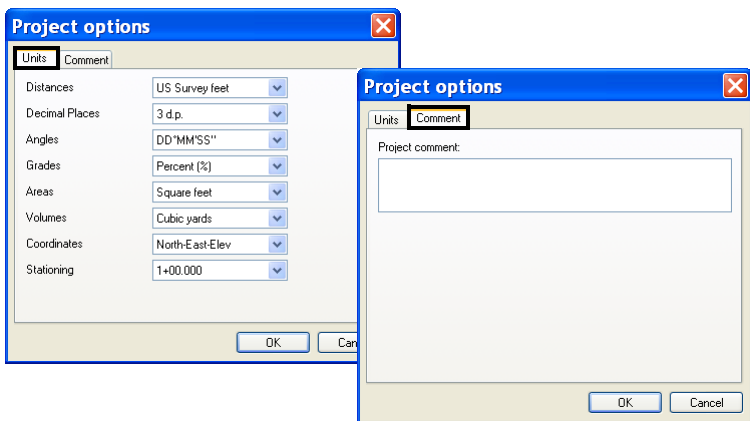 Project options
Units Comment
Distances US Survey feet
Decimal Places 3 d.p.
Angles DD°MM'SS''
Grades Percent (%)
Areas Square feet
Volumes Cubic yards
Coordinates North-East-Elev
Stationing 1+00.000
OK Can
Project options
Units Comment
Project comment:
OK Cancel